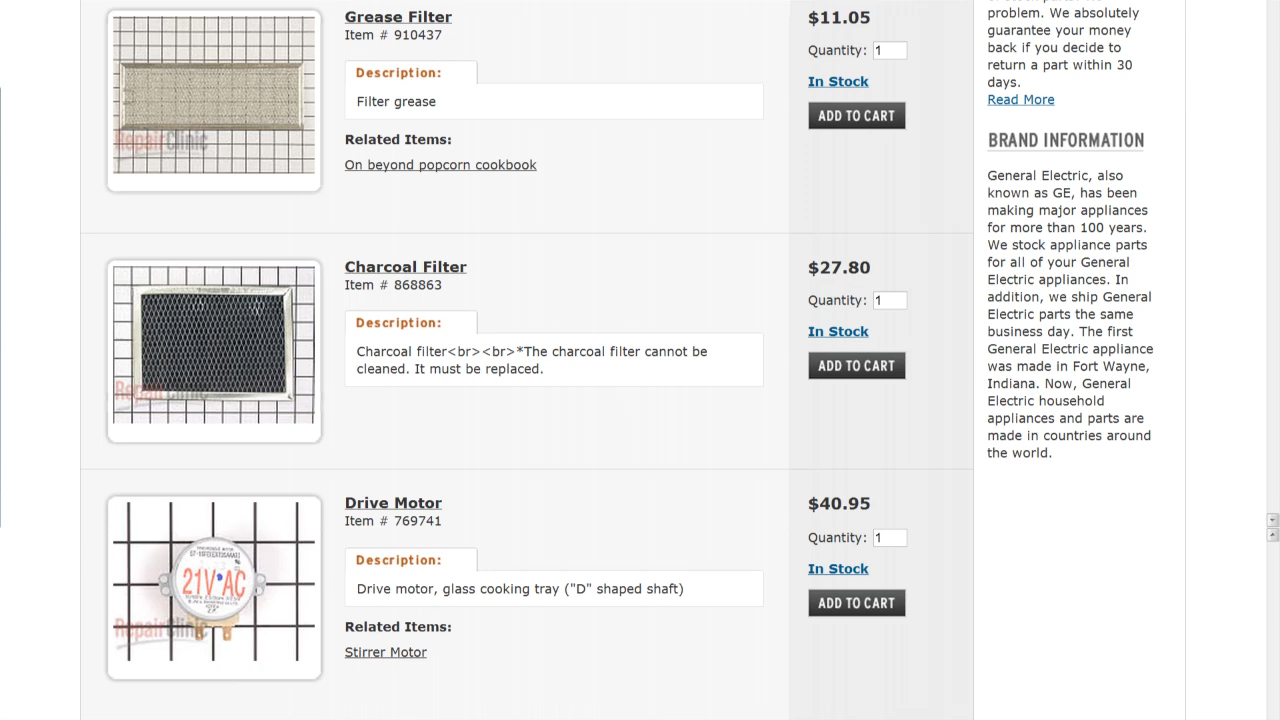 Grease Filter
Item # 910437
Description:
Filter grease
Related Items:
On beyond popcorn cookbook
$11.05
Quantity: 1
In Stock
ADD TO CART
RepairClinic
Charcoal Filter
Item # 868863
Description:
Charcoal filter<br><br>*The charcoal filter cannot be
cleaned. It must be replaced.
$27.80
Quantity: 1
In Stock
ADD TO CART
Repair Clinic
Drive Motor
Item # 769741
Description:
Drive motor, glass cooking tray ("D" shaped shaft)
Related Items:
Stirrer Motor
$40.95
Quantity: 1
In Stock
ADD TO CART
21V AC
RepairClinic
problem. We absolutely
guarantee your money
back if you decide to
return a part within 30
days.
Read More
BRAND INFORMATION
General Electric, also
known as GE, has been
making major appliances
for more than 100 years.
We stock appliance parts
for all of your General
Electric appliances. In
addition, we ship General
Electric parts the same
business day. The first
General Electric appliance
was made in Fort Wayne,
Indiana. Now, General
Electric household
appliances and parts are
made in countries around
the world.